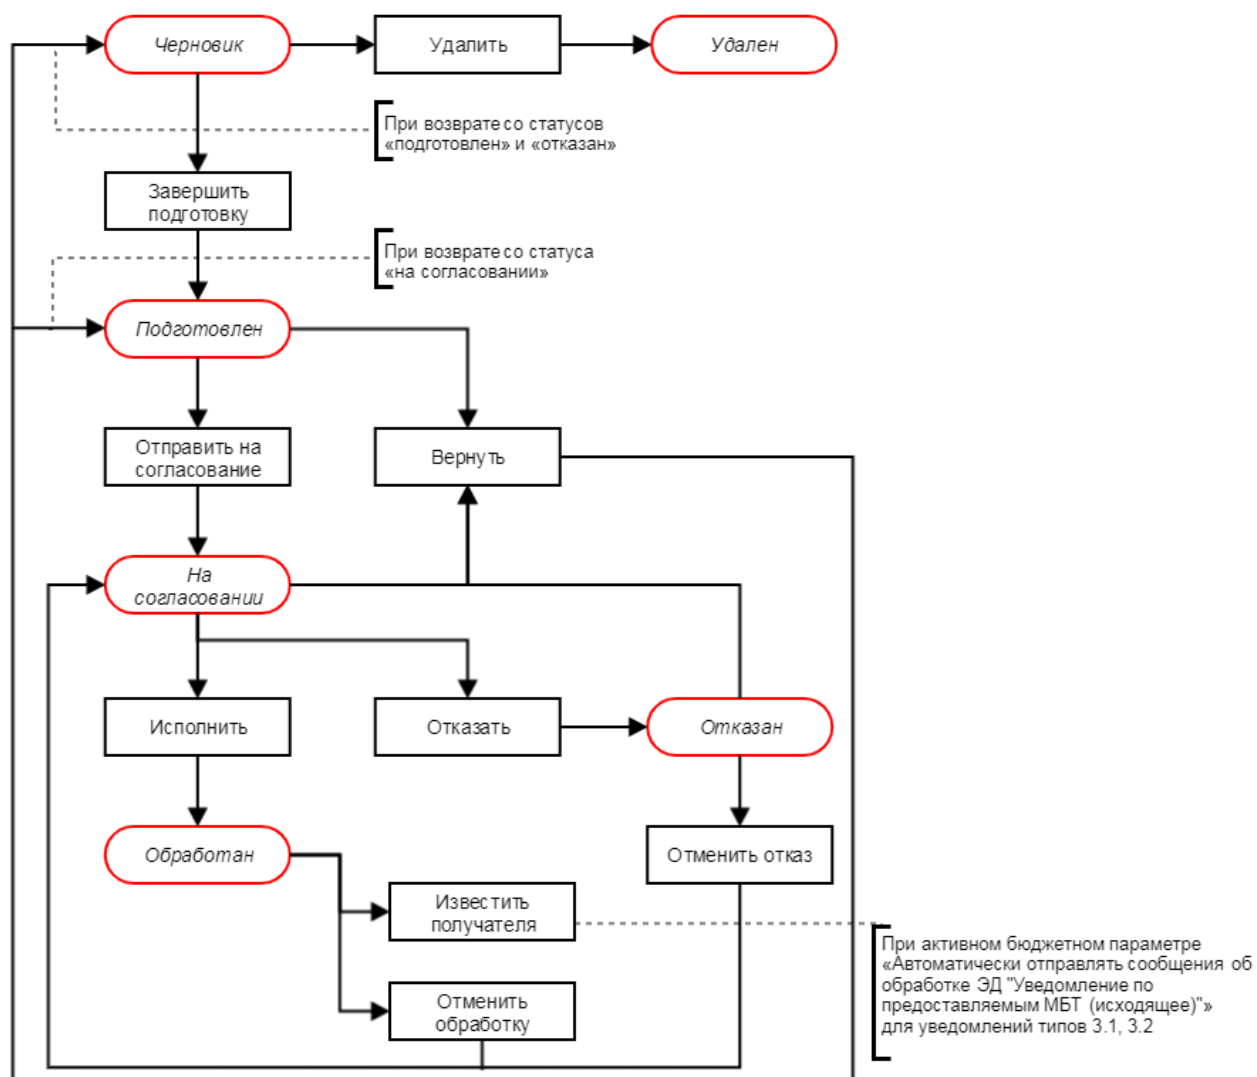 Черновик
Удалить
Удален
При возврате со статусов
«подготовлен» и «отказан»
Завершить
подготовку
При возврате со статуса
«на согласовании»
Подготовлен
Отправить на
согласование
Вернуть
На
согласовании
Исполнить
Отказать
Отказан
Обработан
Отменить отказ
Известить
получателя
При активном бюджетном параметре
«Автоматически отправлять сообщения об
обработке ЭД "Уведомление по
предоставляемым МБТ (исходящее)"»
для уведомлений типов 3.1, 3.2
Отменить
обработку